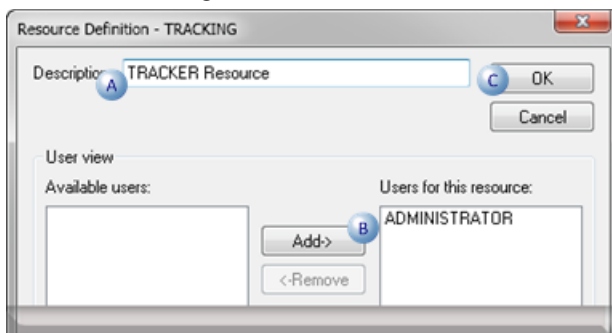 Resource Definition - TRACKING
Description: TRACKER Resource
A
C
OK
Cancel
User view
Available users:
Users for this resource:
ADMINISTRATOR
B
Add->
<-Remove